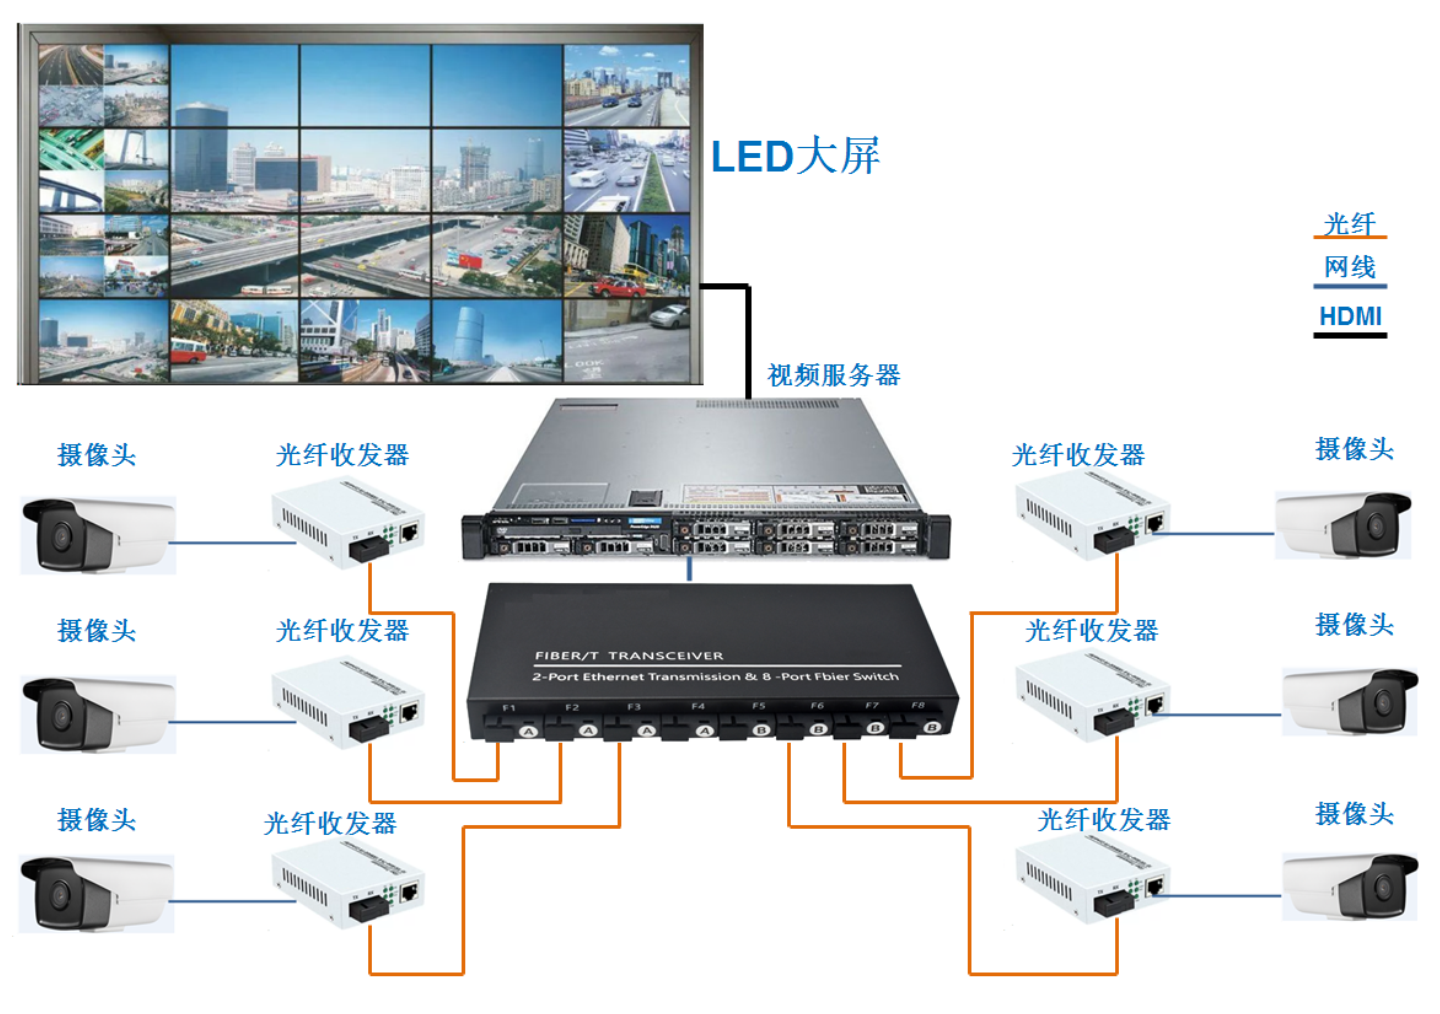 LED大屏
光纤
网线
HDMI
视频服务器
摄像头
光纤收发器
光纤收发器
摄像头
摄像头
光纤收发器
光纤收发器
摄像头
FIBER/T TRANSCEIVER
2-Port Ethernet Transmission & 8 -Port Fbier Switch
F1 F2 F3 F4 F5 F6 F7 F8
A A A A B B B B
摄像头
光纤收发器
光纤收发器
摄像头